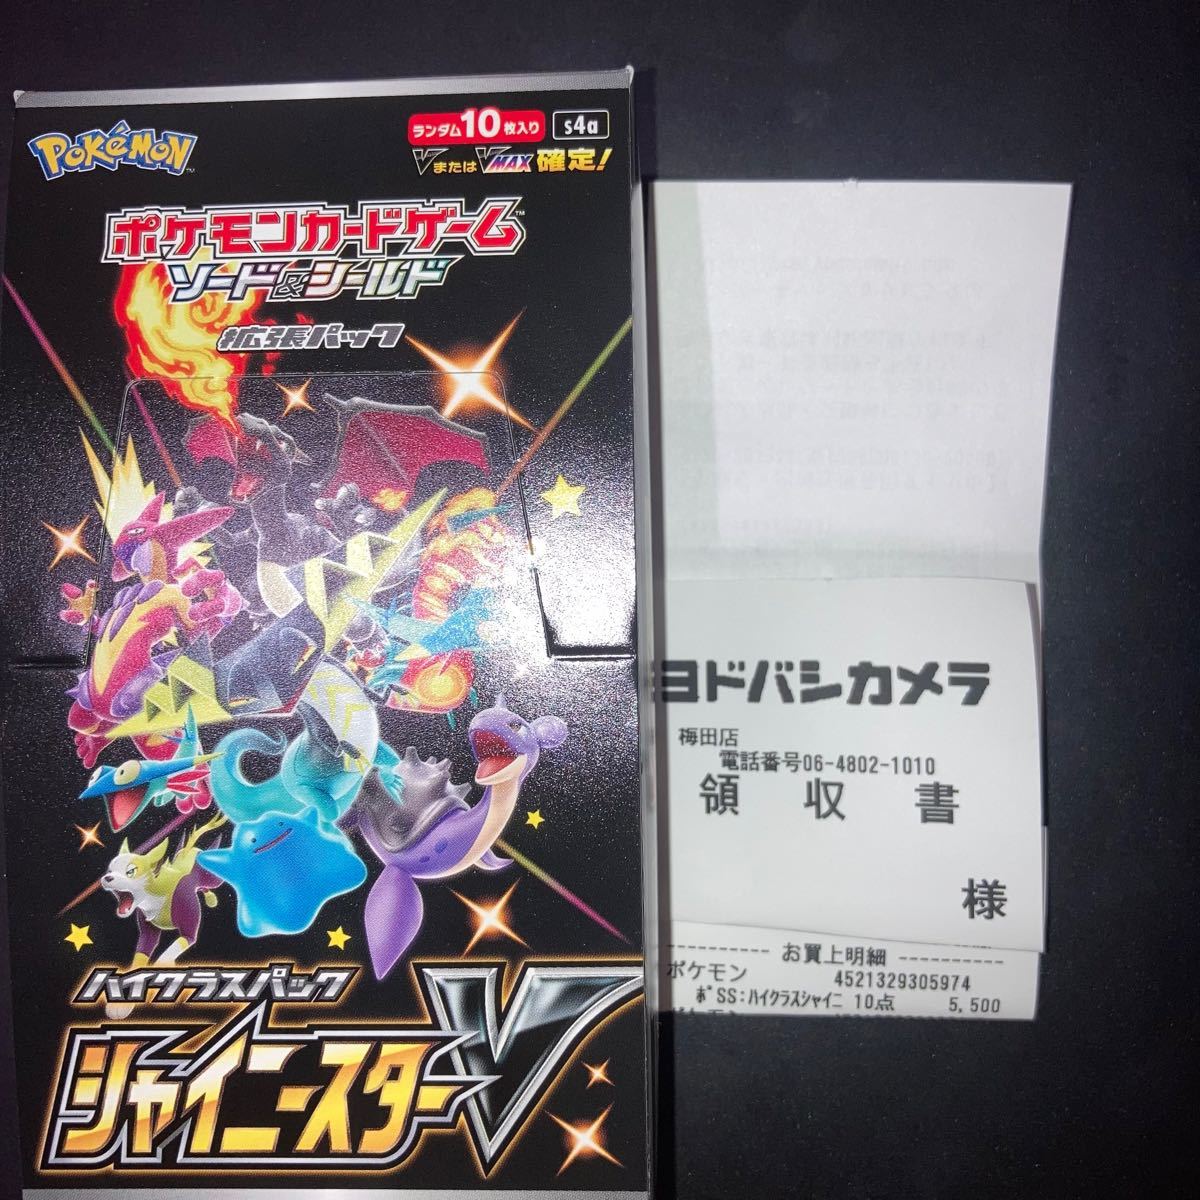 POKéMON™
ランダム10枚入り s4a
VまたはVMAX確定!
ポケモンカードゲーム™
ソード&シールド
拡張パック
ハイクラスパック
シャイニースターV
ヨドバシカメラ
梅田店
電話番号06-4802-1010
領 収 書
様
---------- お買上明細 ----------
ポケモン 4521329305974
ポSS:ハイクラスシャイニ 10点 5,500